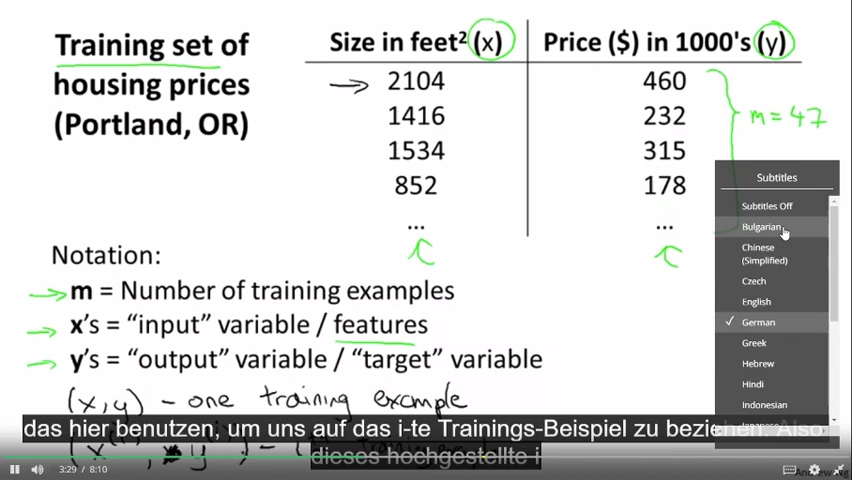 Training set of
housing prices
(Portland, OR)
Size in feet² (x)
Price ($) in 1000's (y)
2104
460
1416
232
1534
315
852
178
...
...
m = 47
Notation:
m = Number of training examples
x's = “input” variable / features
y's = “output” variable / “target” variable
(x, y) - one training example
das hier benutzen, um uns auf das i-te Trainings-Beispiel zu beziehen. Also
dieses hochgestellte i
Subtitles
Subtitles Off
Bulgarian
Chinese
(Simplified)
Czech
English
✓ German
Greek
Hebrew
Hindi
Indonesian
3:29 / 8:10